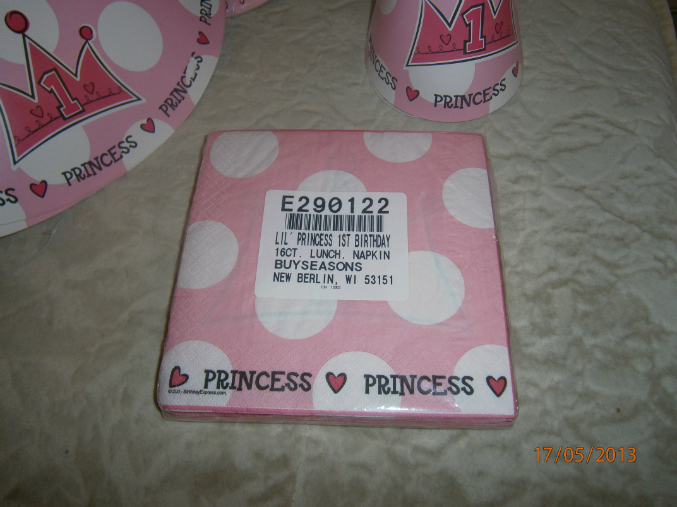 1
PRINCESS
PRINCESS
PRINCESS
1
PRINCESS
E290122
LIL' PRINCESS 1ST BIRTHDAY
16CT. LUNCH. NAPKIN
BUYSEASONS
NEW BERLIN, WI 53151
PRINCESS PRINCESS
17/05/2013